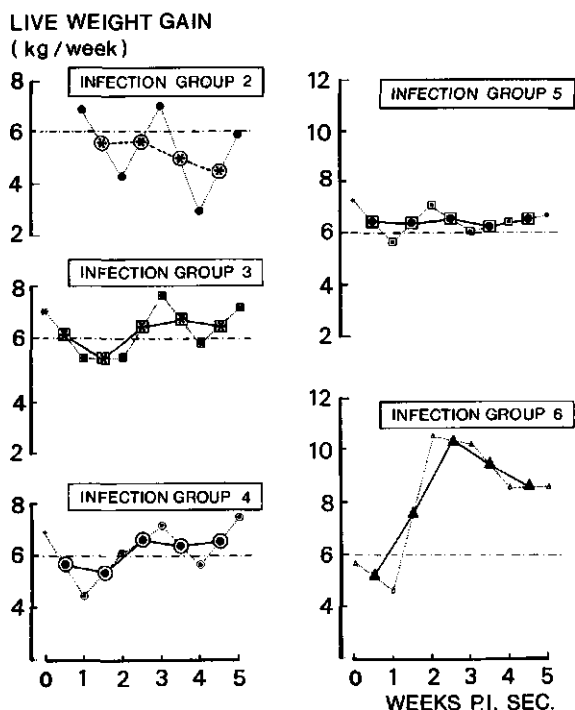 LIVE WEIGHT GAIN
( kg / week)
INFECTION GROUP 2
8
6
4
2
INFECTION GROUP 3
8
6
4
2
INFECTION GROUP 4
8
6
4
0 1 2 3 4 5
INFECTION GROUP 5
12
10
8
6
4
2
INFECTION GROUP 6
10
8
6
4
0 1 2 3 4 5
WEEKS P.I. SEC.